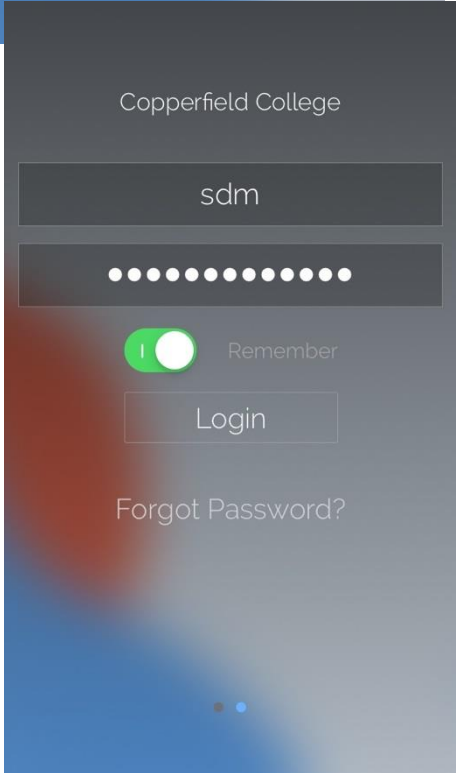 Copperfield College
sdm
●●●●●●●●●●●●●
Remember
Login
Forgot Password?